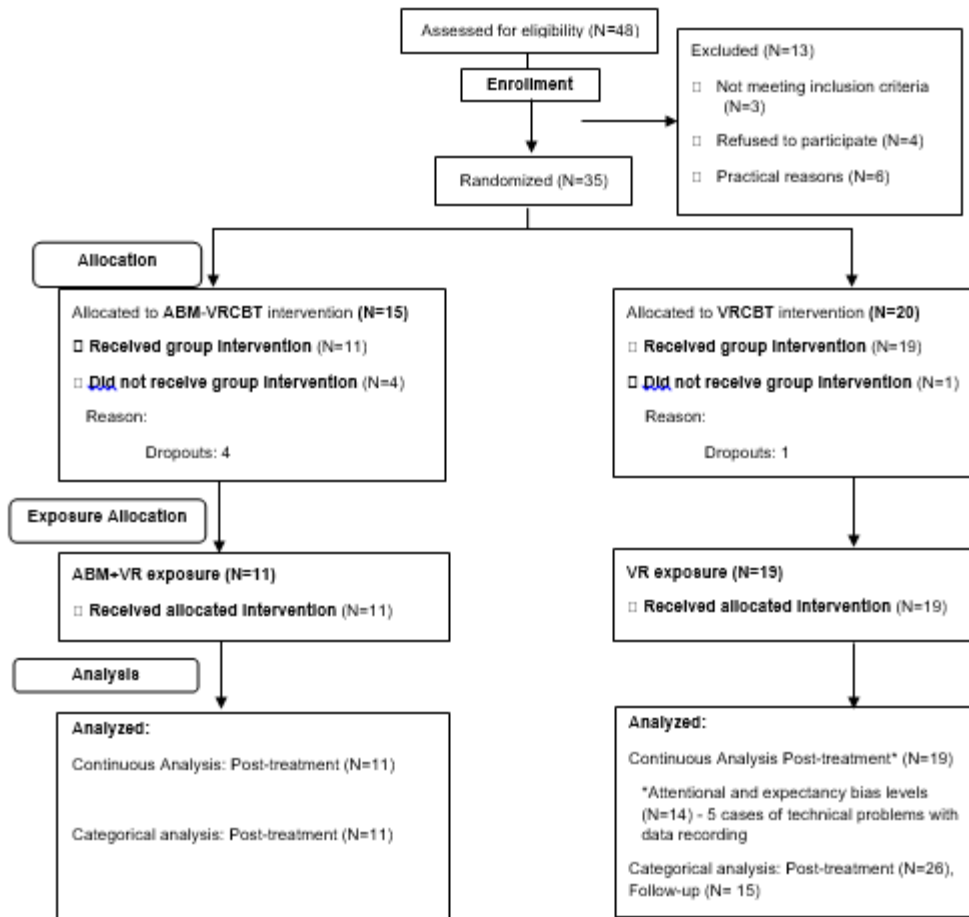 Assessed for eligibility (N=48)
Enrollment
Excluded (N=13)
Not meeting inclusion criteria
(N=3)
Refused to participate (N=4)
Practical reasons (N=6)
Randomized (N=35)
Allocation
Allocated to ABM-VRCBT intervention (N=15)
Received group intervention (N=11)
Did not receive group intervention (N=4)
Reason:
Dropouts: 4
Allocated to VRCBT intervention (N=20)
Received group intervention (N=19)
Did not receive group intervention (N=1)
Reason:
Dropouts: 1
Exposure Allocation
ABM+VR exposure (N=11)
Received allocated intervention (N=11)
VR exposure (N=19)
Received allocated intervention (N=19)
Analysis
Analyzed:
Continuous Analysis: Post-treatment (N=11)
Categorical analysis: Post-treatment (N=11)
Analyzed:
Continuous Analysis Post-treatment* (N=19)
*Attentional and expectancy bias levels
(N=14) - 5 cases of technical problems with
data recording
Categorical analysis: Post-treatment (N=26),
Follow-up (N= 15)